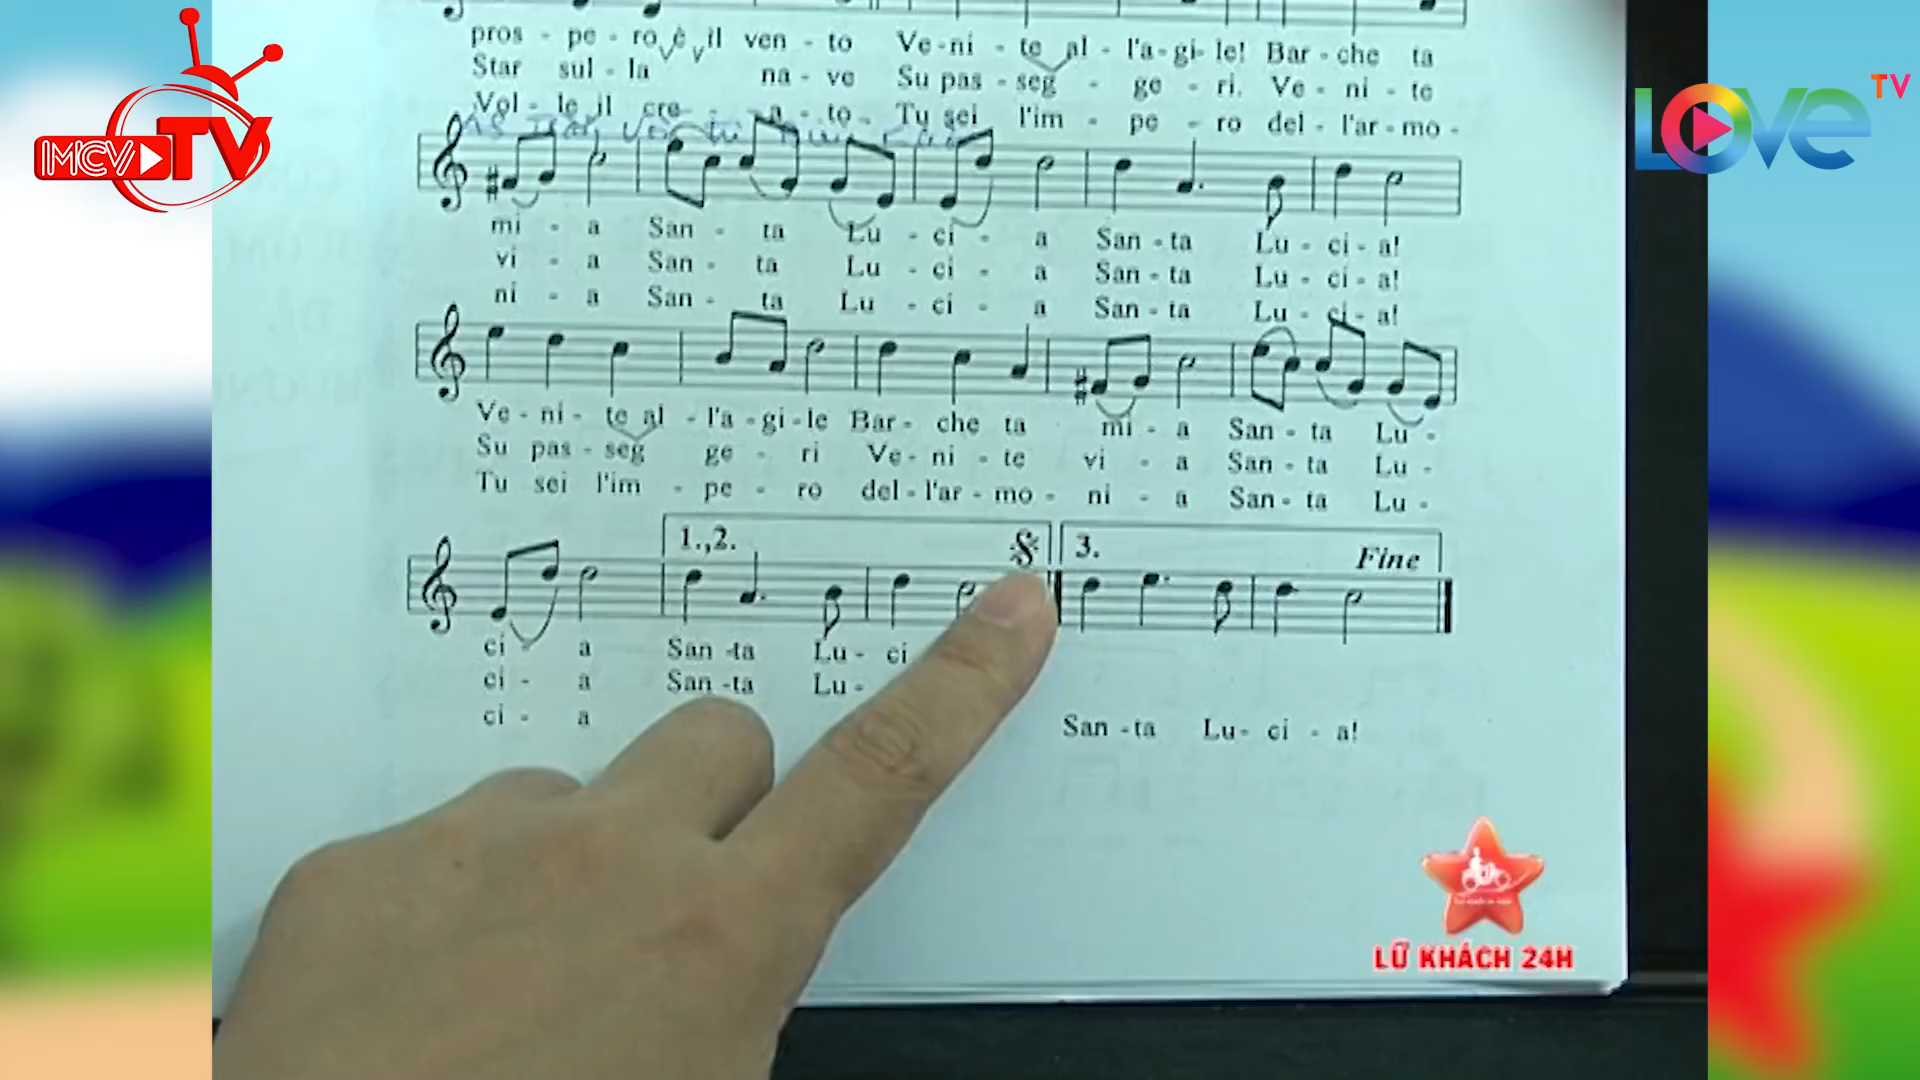 IMCV TV
LOVE TV
pros - pe - ro è il ven - to Ve - ni - te al - l'a - gi - le! Bar - che ta
Star sul - la na - ve Su pas - seg - ge - ri. Ve - ni - te
Vol - le il cre - a - to - Tu sei l'im - pe - ro del - l'ar - mo -
mi - a San - ta Lu - ci - a San - ta Lu - ci - a!
vi - a San - ta Lu - ci - a San - ta Lu - ci - a!
ni - a San - ta Lu - ci - a San - ta Lu - ci - a!
Ve - ni - te al - l'a - gi - le Bar - che ta mi - a San - ta Lu -
Su pas - seg ge - ri Ve - ni - te vi - a San - ta Lu -
Tu sei l'im - pe - ro del - l'ar - mo - ni - a San - ta Lu -
1.,2. 3. Fine
ci - a San - ta Lu - ci
ci - a San - ta Lu -
ci - a San - ta Lu - ci - a!
LỮ KHÁCH 24H